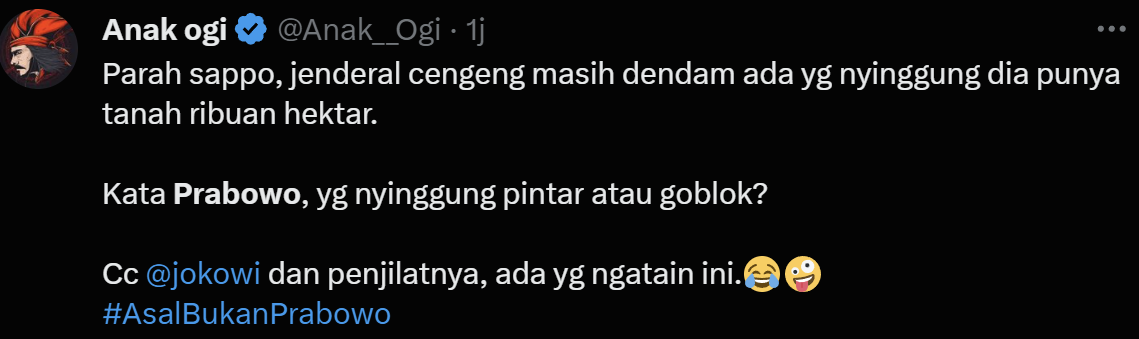 Anak ogi @Anak__Ogi · 1j
Parah sappo, jenderal cengeng masih dendam ada yg nyinggung dia punya
tanah ribuan hektar.
Kata Prabowo, yg nyinggung pintar atau goblok?
Cc @jokowi dan penjilatnya, ada yg ngatain ini.😂🤪
#AsalBukanPrabowo